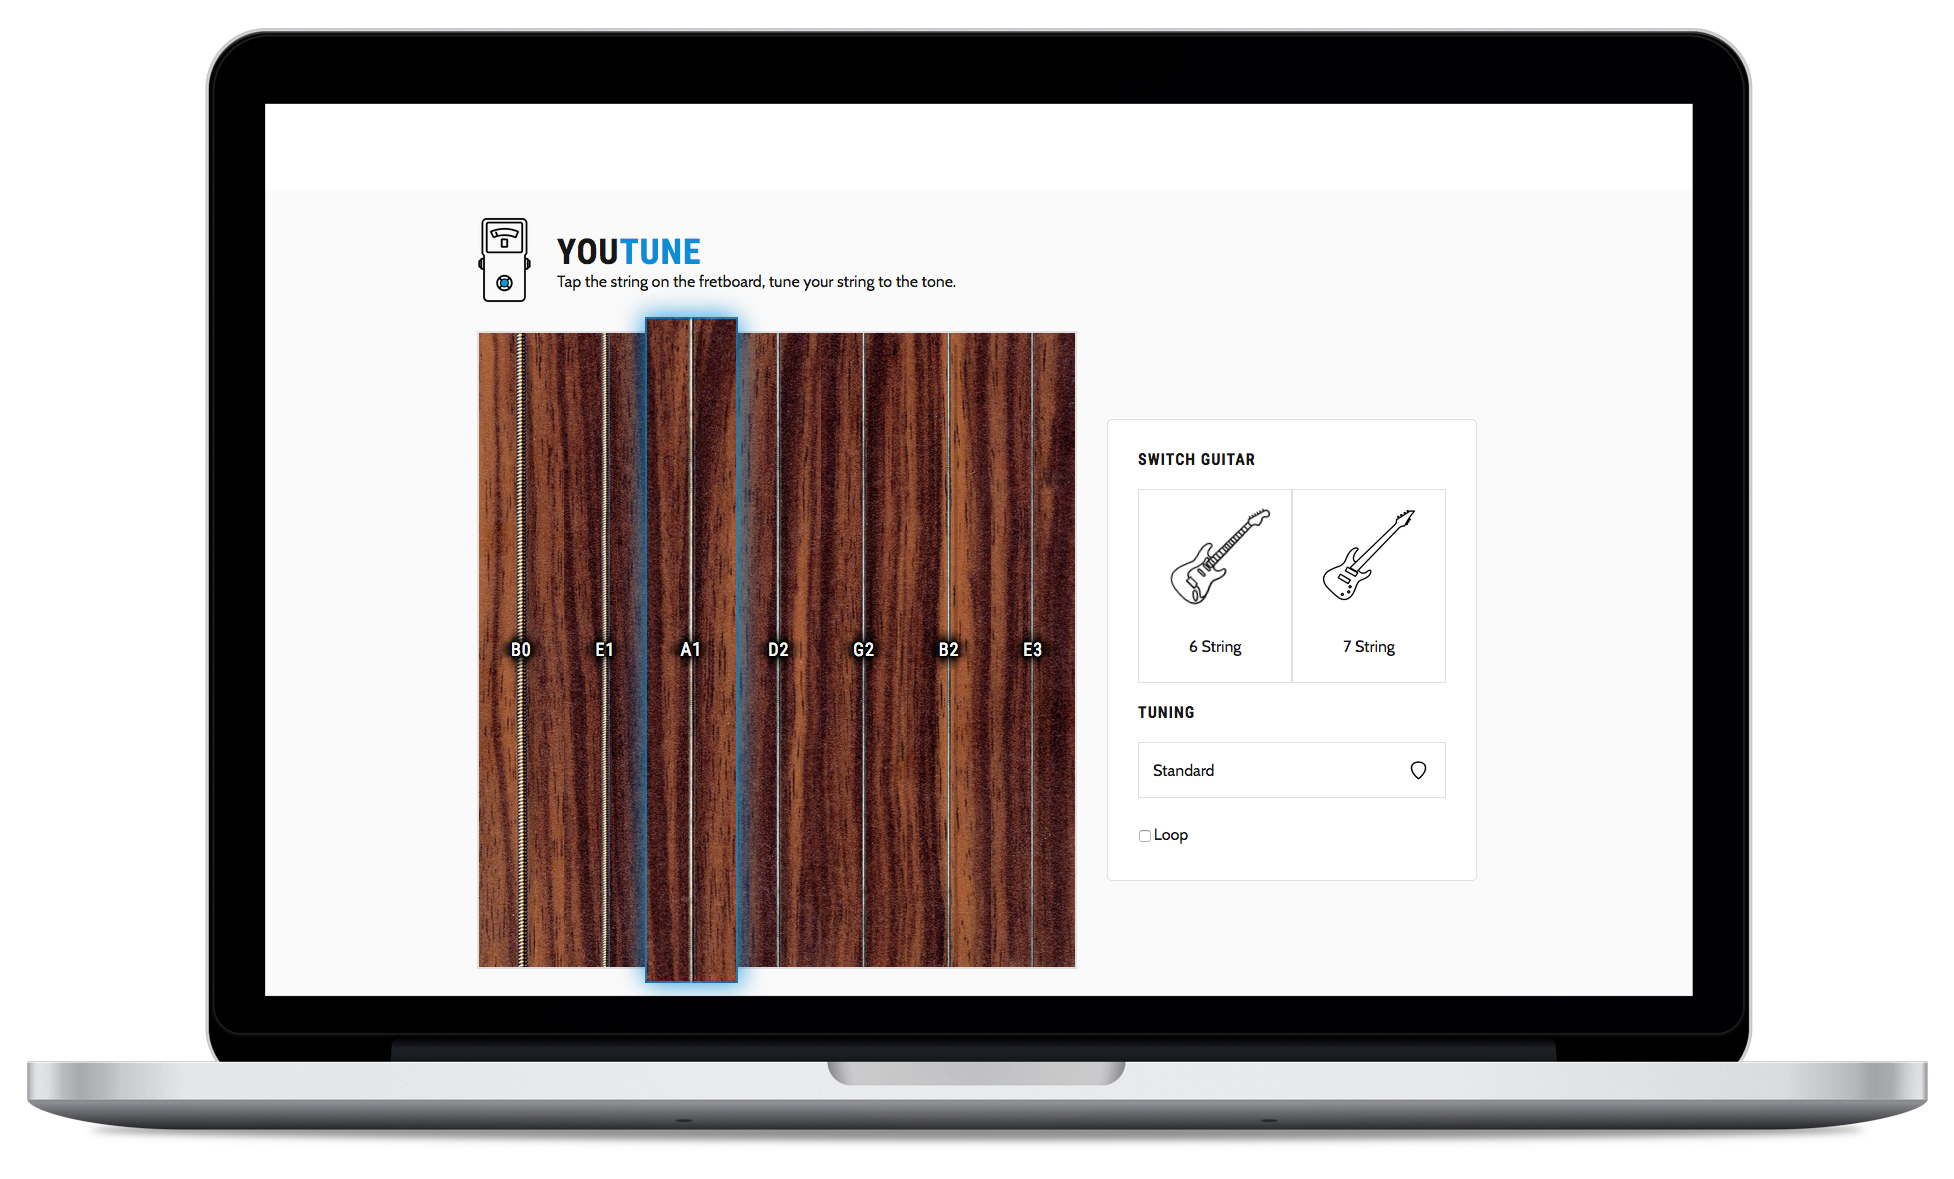 YOUTUNE
Tap the string on the fretboard, tune your string to the tone.
B0 E1 A1 D2 G2 B2 E3
SWITCH GUITAR
6 String 7 String
TUNING
Standard
Loop